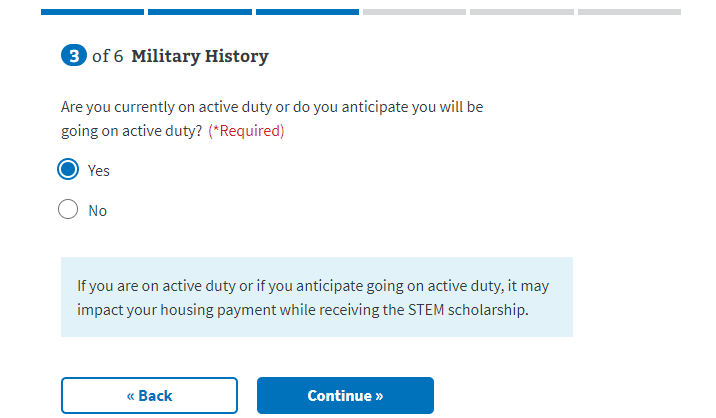 3 of 6 Military History
Are you currently on active duty or do you anticipate you will be
going on active duty? (*Required)
Yes
No
If you are on active duty or if you anticipate going on active duty, it may
impact your housing payment while receiving the STEM scholarship.
« Back
Continue »